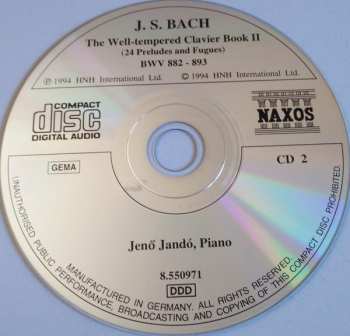 J. S. BACH
The Well-tempered Clavier Book II
(24 Preludes and Fugues)
BWV 882 - 893
℗ 1994 HNH International Ltd. © 1994 HNH International Ltd.
COMPACT
disc
DIGITAL AUDIO
NAXOS
GEMA
CD 2
Jenő Jandó, Piano
8.550971
DDD
MANUFACTURED IN GERMANY. ALL RIGHTS RESERVED.
UNAUTHORISED PUBLIC PERFORMANCE, BROADCASTING AND COPYING OF THIS COMPACT DISC PROHIBITED.